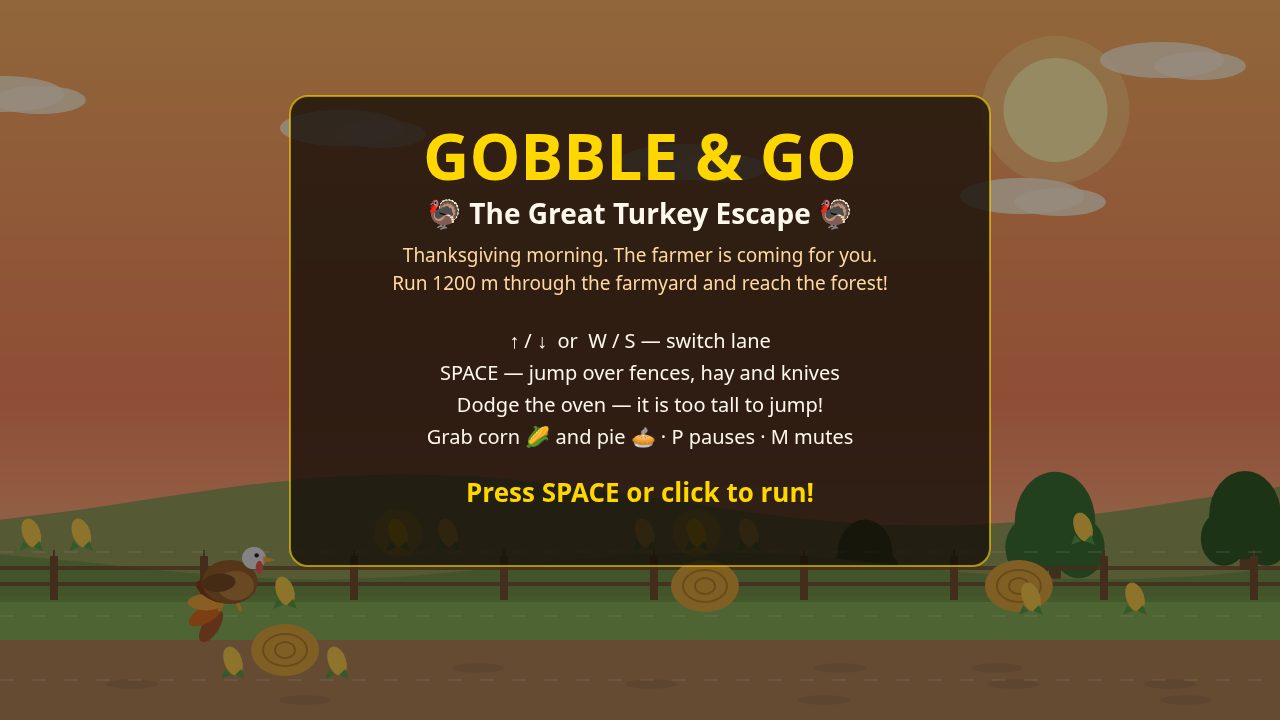 GOBBLE & GO
🦃 The Great Turkey Escape 🦃
Thanksgiving morning. The farmer is coming for you.
Run 1200 m through the farmyard and reach the forest!
↑ / ↓ or W / S — switch lane
SPACE — jump over fences, hay and knives
Dodge the oven — it is too tall to jump!
Grab corn 🌽 and pie 🥧 · P pauses · M mutes
Press SPACE or click to run!